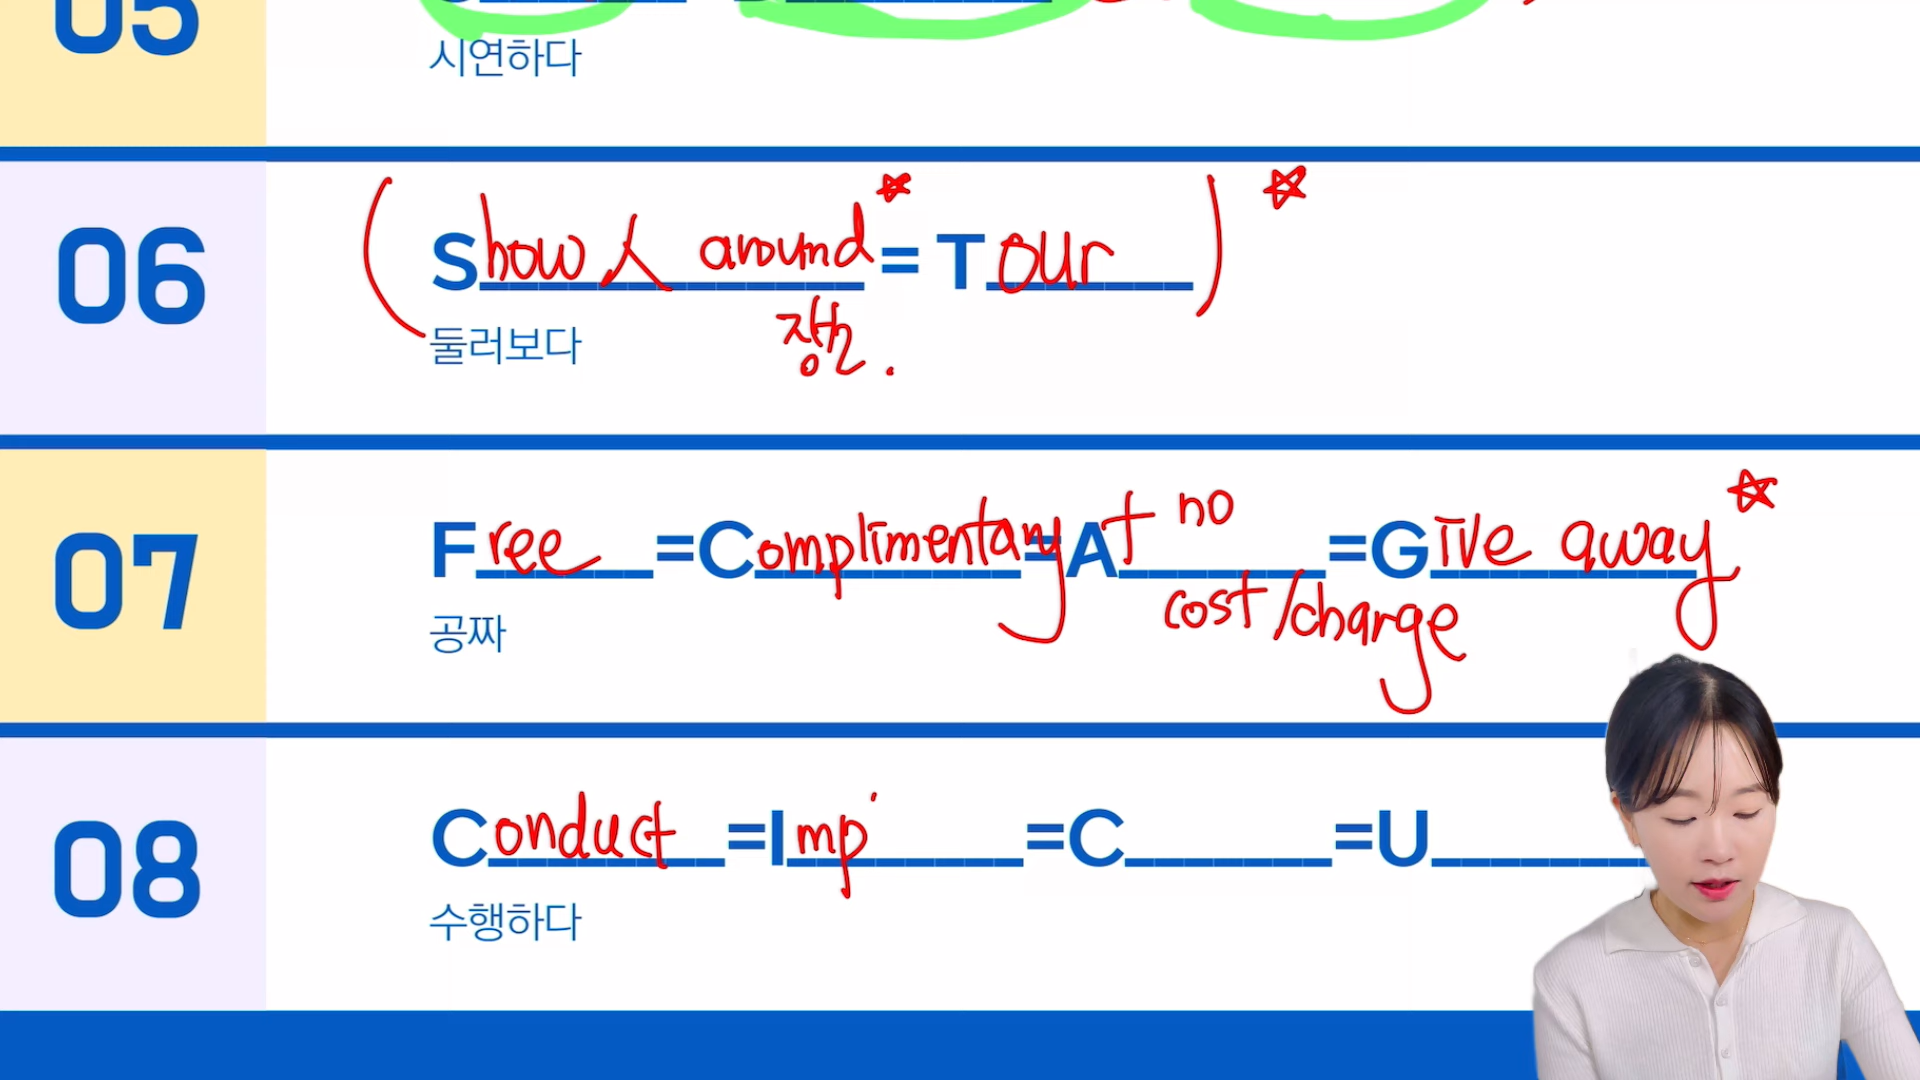 05
시연하다
06
Show 人 around = Tour
장소.
둘러보다
07
Free = Complimentary = At no cost/charge = Give away
공짜
08
Conduct = Imp = C = U
수행하다